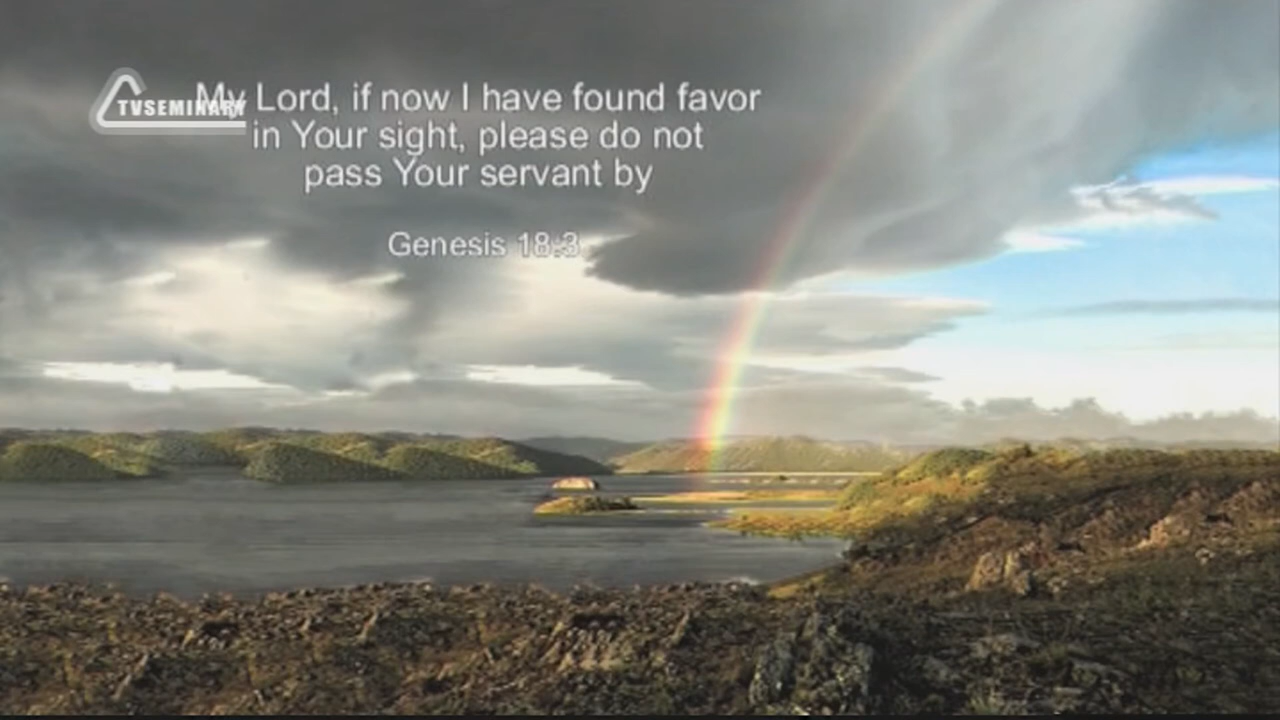 TVSEMINARY
My Lord, if now I have found favor
in Your sight, please do not
pass Your servant by
Genesis 18:3